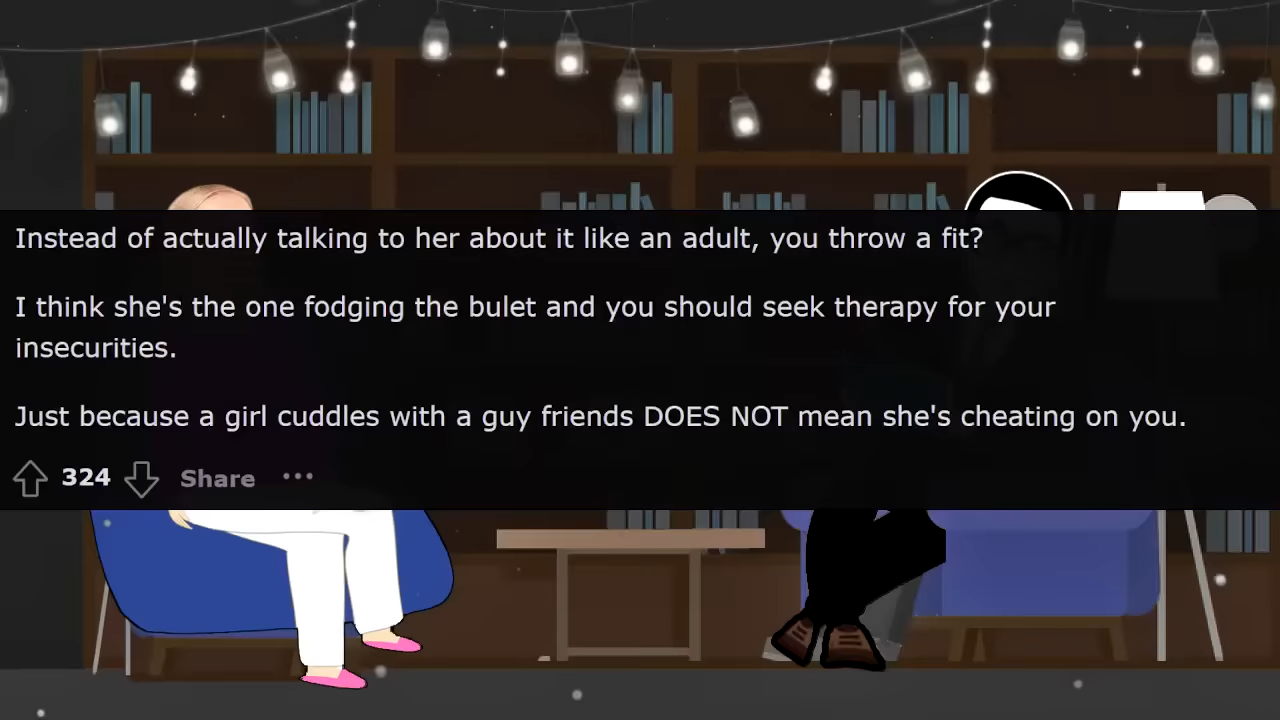 Instead of actually talking to her about it like an adult, you throw a fit?
I think she's the one fodging the bulet and you should seek therapy for your
insecurities.
Just because a girl cuddles with a guy friends DOES NOT mean she's cheating on you.
324 Share •••